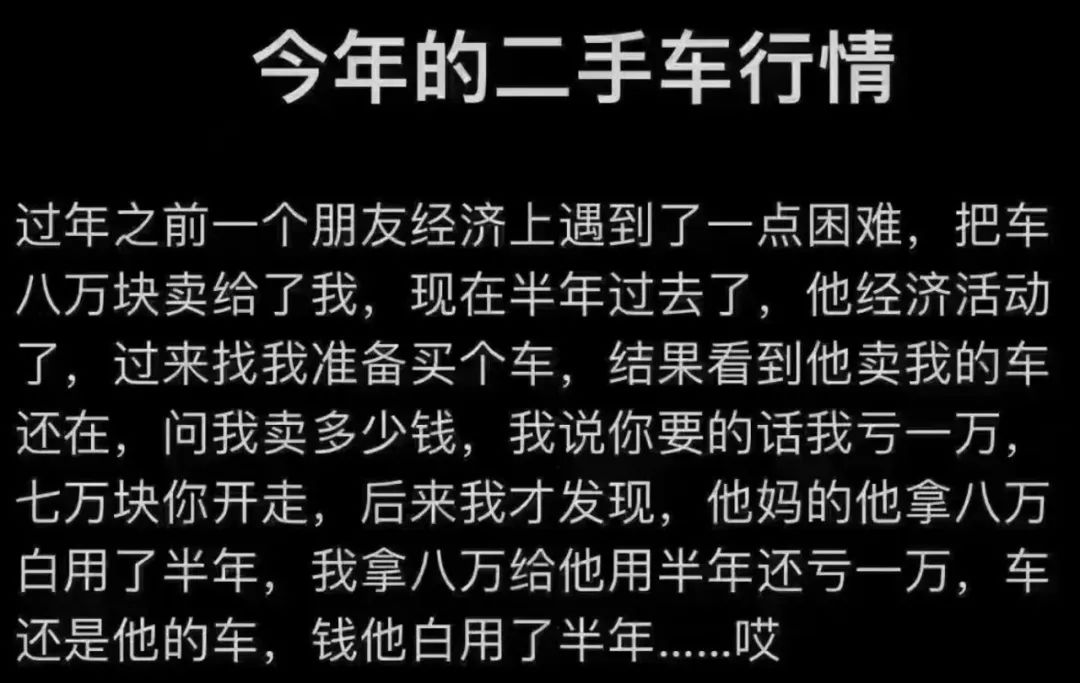 今年的二手车行情
过年之前一个朋友经济上遇到了一点困难，把车
八万块卖给了我，现在半年过去了，他经济活动
了，过来找我准备买个车，结果看到他卖我的车
还在，问我卖多少钱，我说你要的话我亏一万，
七万块你开走，后来我才发现，他妈的他拿八万
白用了半年，我拿八万给他用半年还亏一万，车
还是他的车，钱他白用了半年......哎